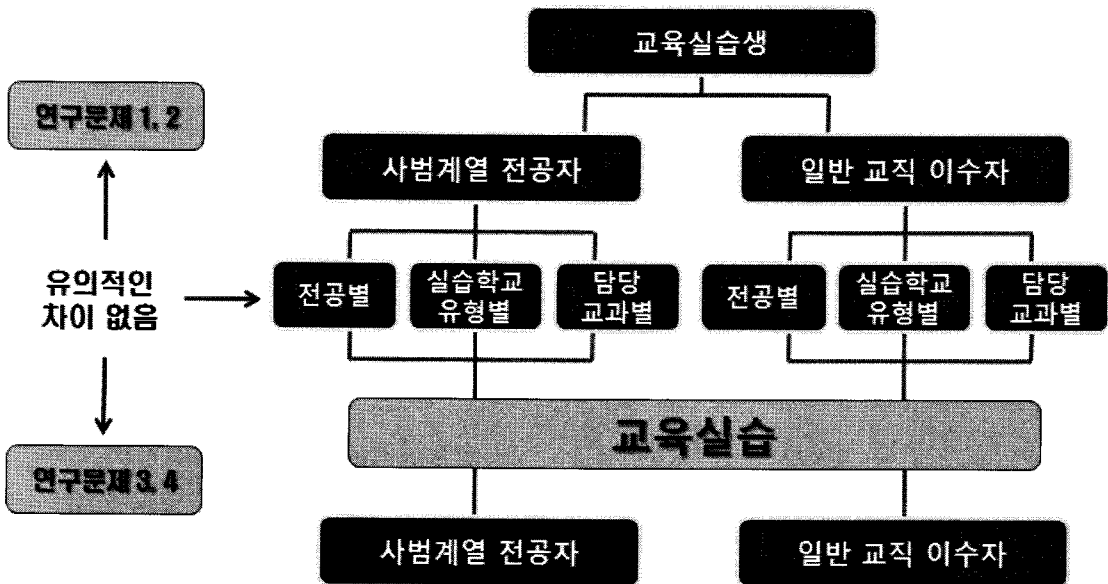 교육실습생
연구문제 1, 2
사범계열 전공자
일반 교직 이수자
유의적인
차이 없음
전공별
실습학교
유형별
담당
교과별
전공별
실습학교
유형별
담당
교과별
교육실습
연구문제 3, 4
사범계열 전공자
일반 교직 이수자